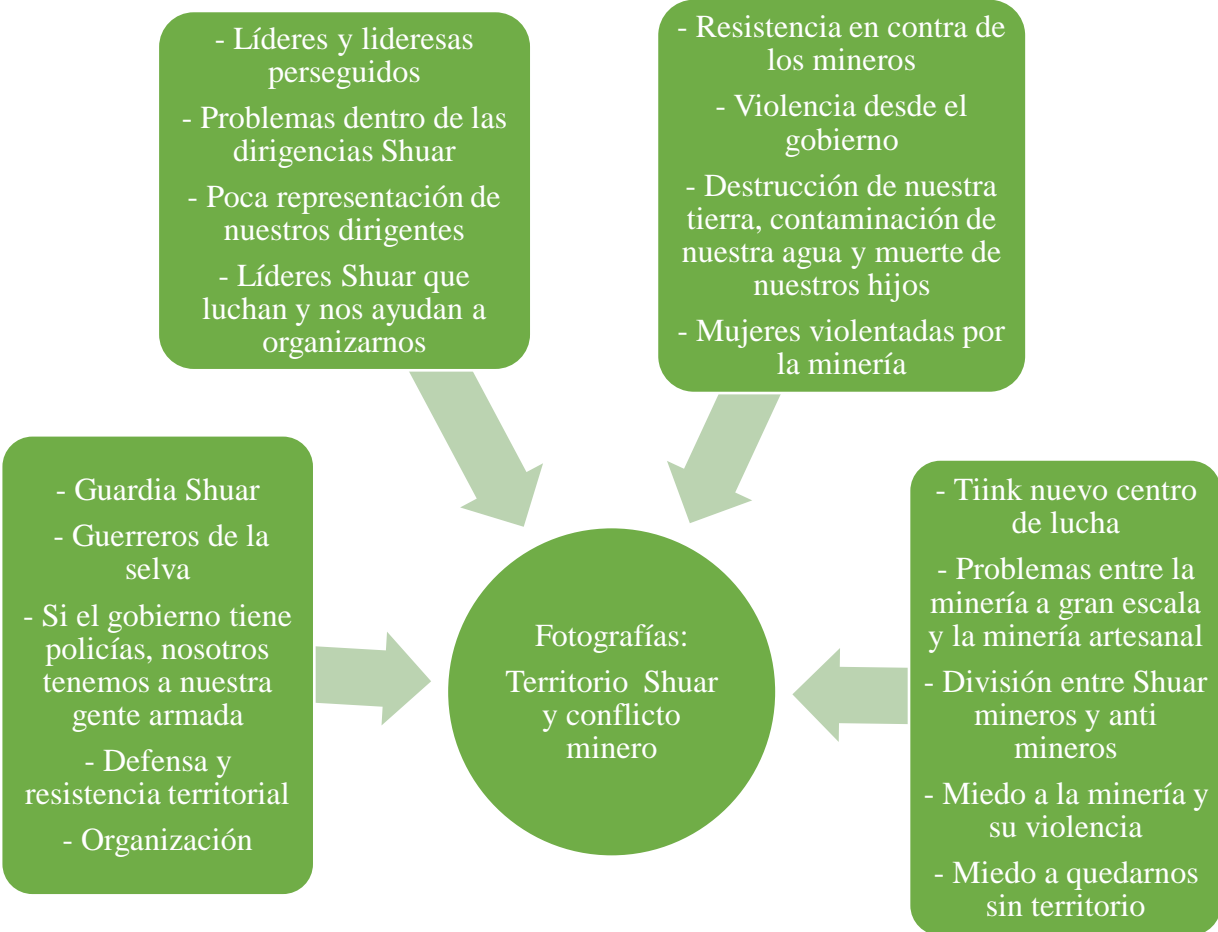 - Líderes y lideresas
perseguidos
- Problemas dentro de las
dirigencias Shuar
- Poca representación de
nuestros dirigentes
- Líderes Shuar que
luchan y nos ayudan a
organizarnos
- Resistencia en contra de
los mineros
- Violencia desde el
gobierno
- Destrucción de nuestra
tierra, contaminación de
nuestra agua y muerte de
nuestros hijos
- Mujeres violentadas por
la minería
- Guardia Shuar
- Guerreros de la
selva
- Si el gobierno tiene
policías, nosotros
tenemos a nuestra
gente armada
- Defensa y
resistencia territorial
- Organización
Fotografías:
Territorio Shuar
y conflicto
minero
- Tiink nuevo centro
de lucha
- Problemas entre la
minería a gran escala
y la minería artesanal
- División entre Shuar
mineros y anti
mineros
- Miedo a la minería y
su violencia
- Miedo a quedarnos
sin territorio